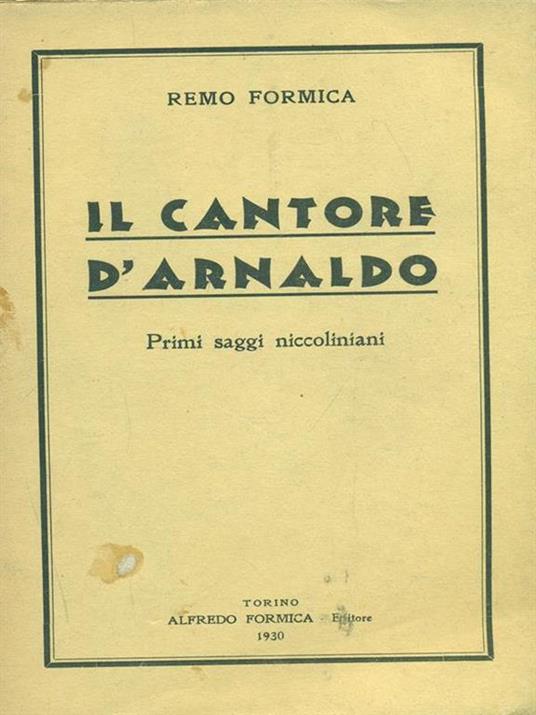 REMO FORMICA
IL CANTORE
D'ARNALDO
Primi saggi niccoliniani
TORINO
ALFREDO FORMICA - Editore
1930